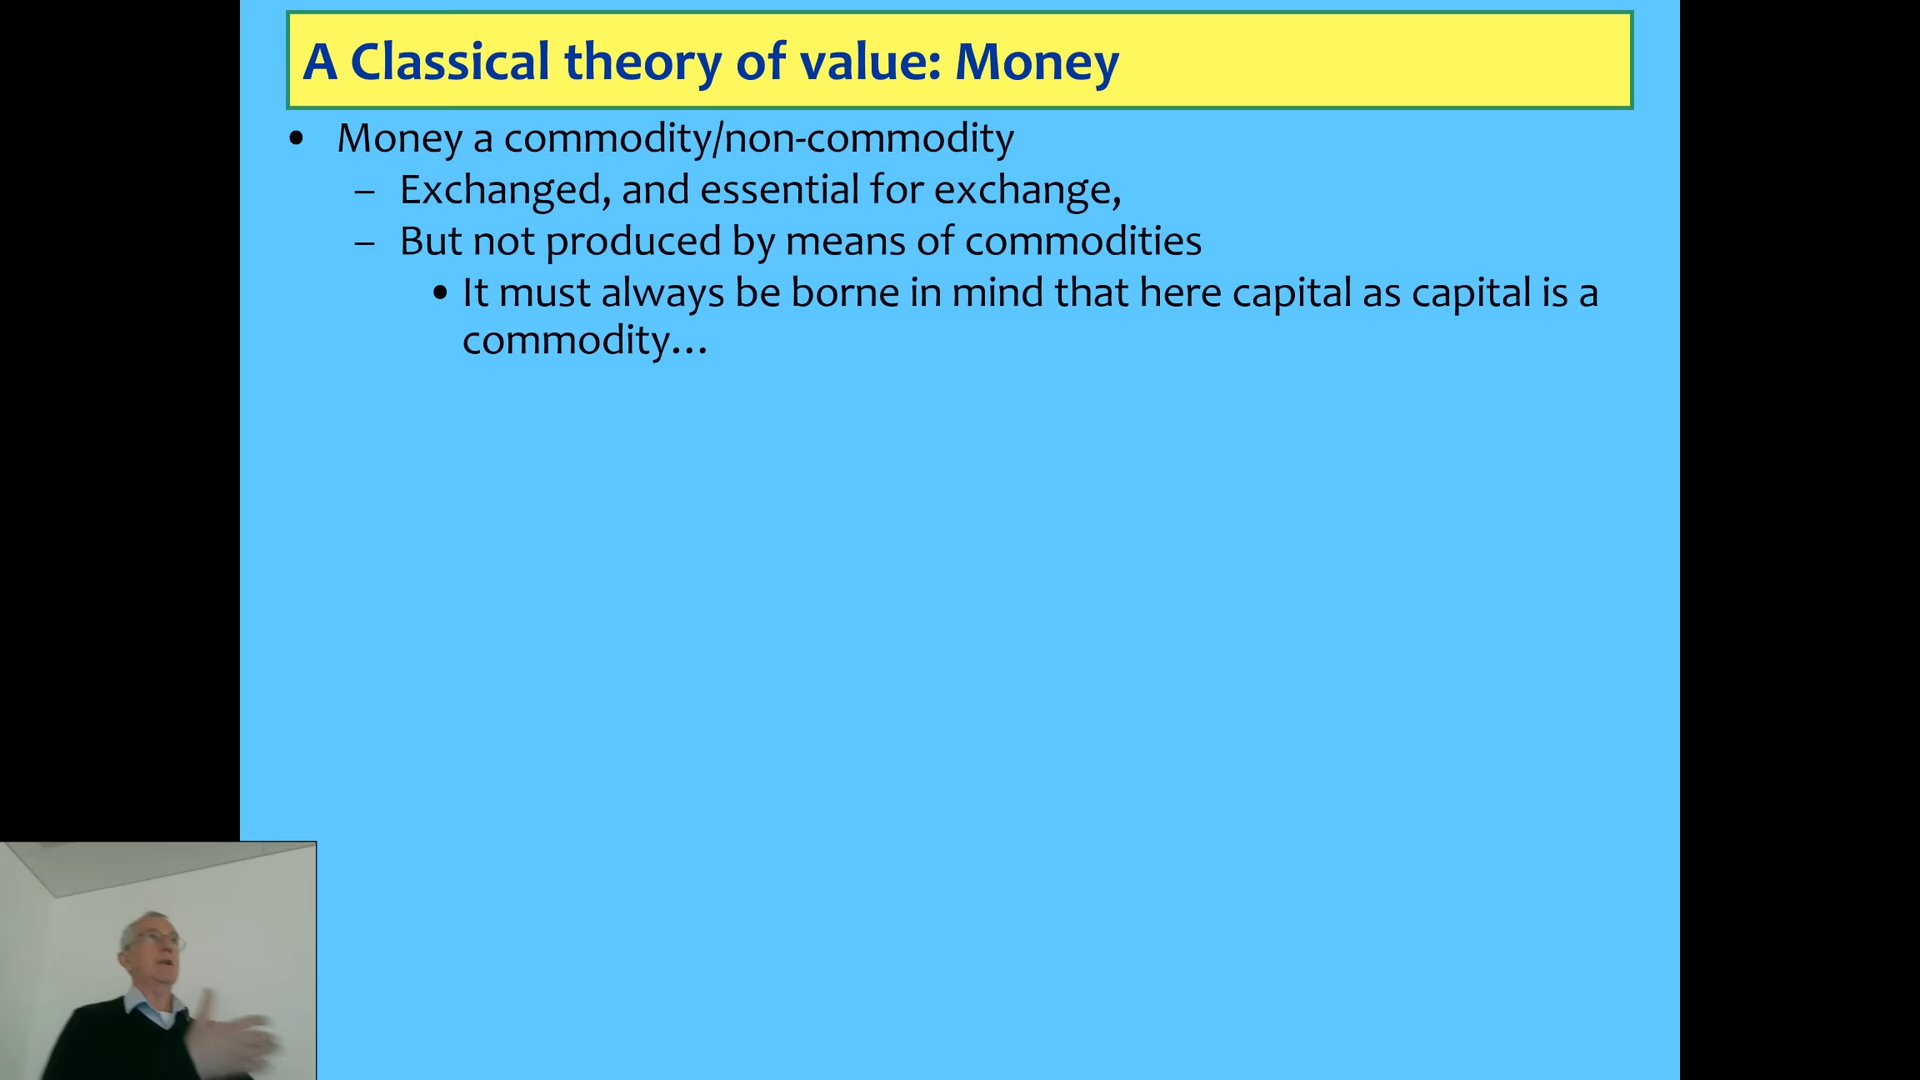 A Classical theory of value: Money
• Money a commodity/non-commodity
– Exchanged, and essential for exchange,
– But not produced by means of commodities
• It must always be borne in mind that here capital as capital is a
commodity…